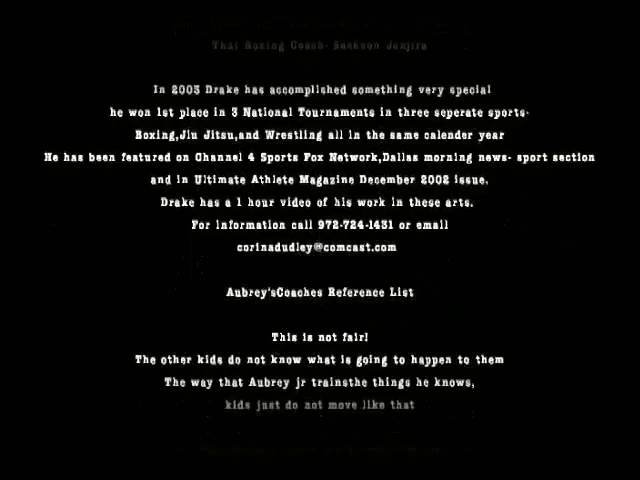 Thai Boxing Coach- Saekson Janjira
In 2003 Drake has accomplished something very special
he won 1st place in 3 National Tournaments in three seperate sports-
Boxing,Jiu Jitsu,and Wrestling all in the same calender year
He has been featured on Channel 4 Sports Fox Network,Dallas morning news- sport section
and in Ultimate Athlete Magazine December 2002 issue.
Drake has a 1 hour video of his work in these arts.
For information call 972-724-1431 or email
corinadudley@comcast.com
Aubrey'sCoaches Reference List
This is not fair!
The other kids do not know what is going to happen to them
The way that Aubrey jr trainsthe things he knows,
kids just do not move like that